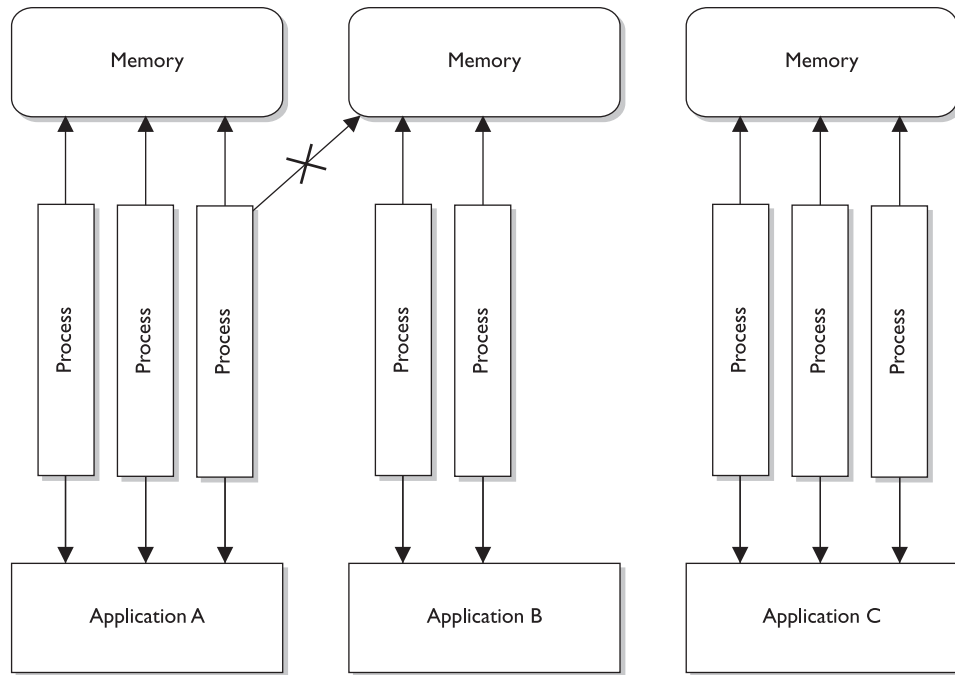 Memory
Memory
Memory
Process
Process
Process
Process
Process
Process
Process
Process
Application A
Application B
Application C